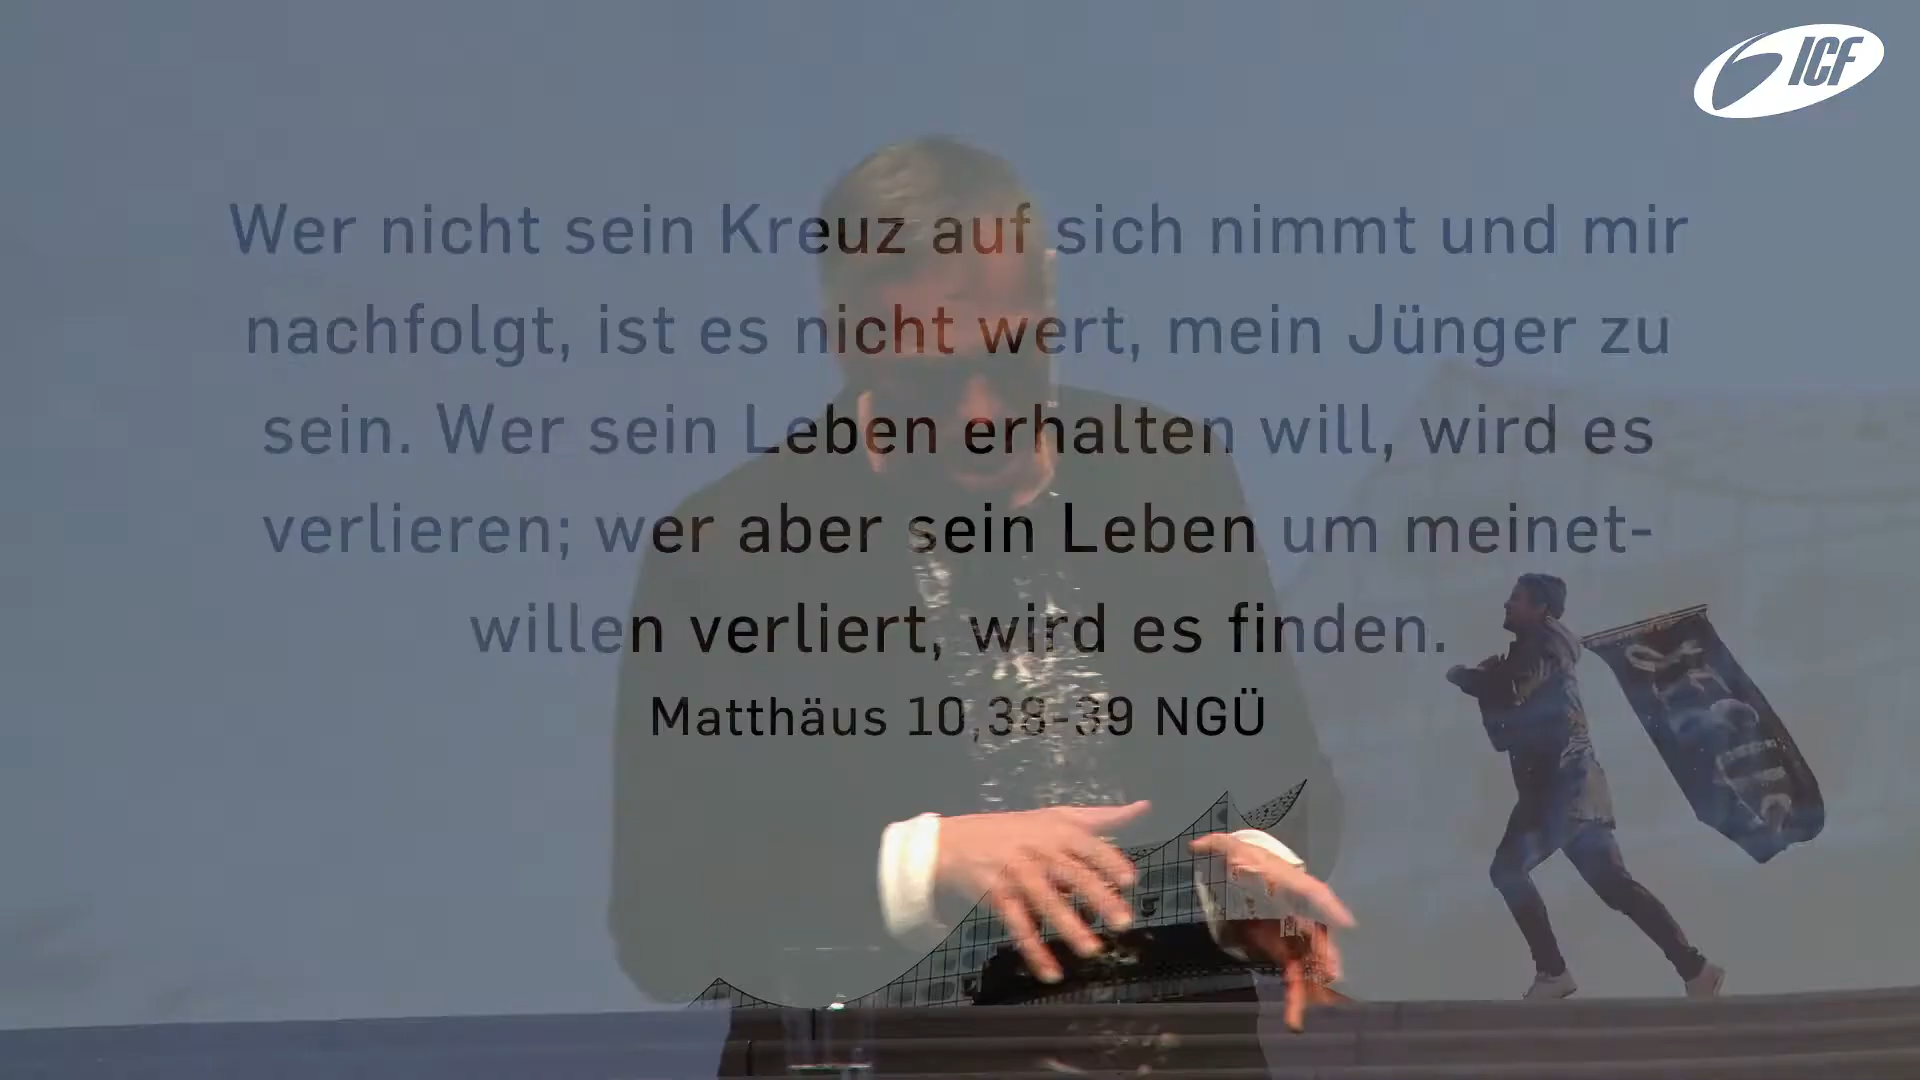 ICF
Wer nicht sein Kreuz auf sich nimmt und mir
nachfolgt, ist es nicht wert, mein Jünger zu
sein. Wer sein Leben erhalten will, wird es
verlieren; wer aber sein Leben um meinet-
willen verliert, wird es finden.
Matthäus 10,38-39 NGÜ